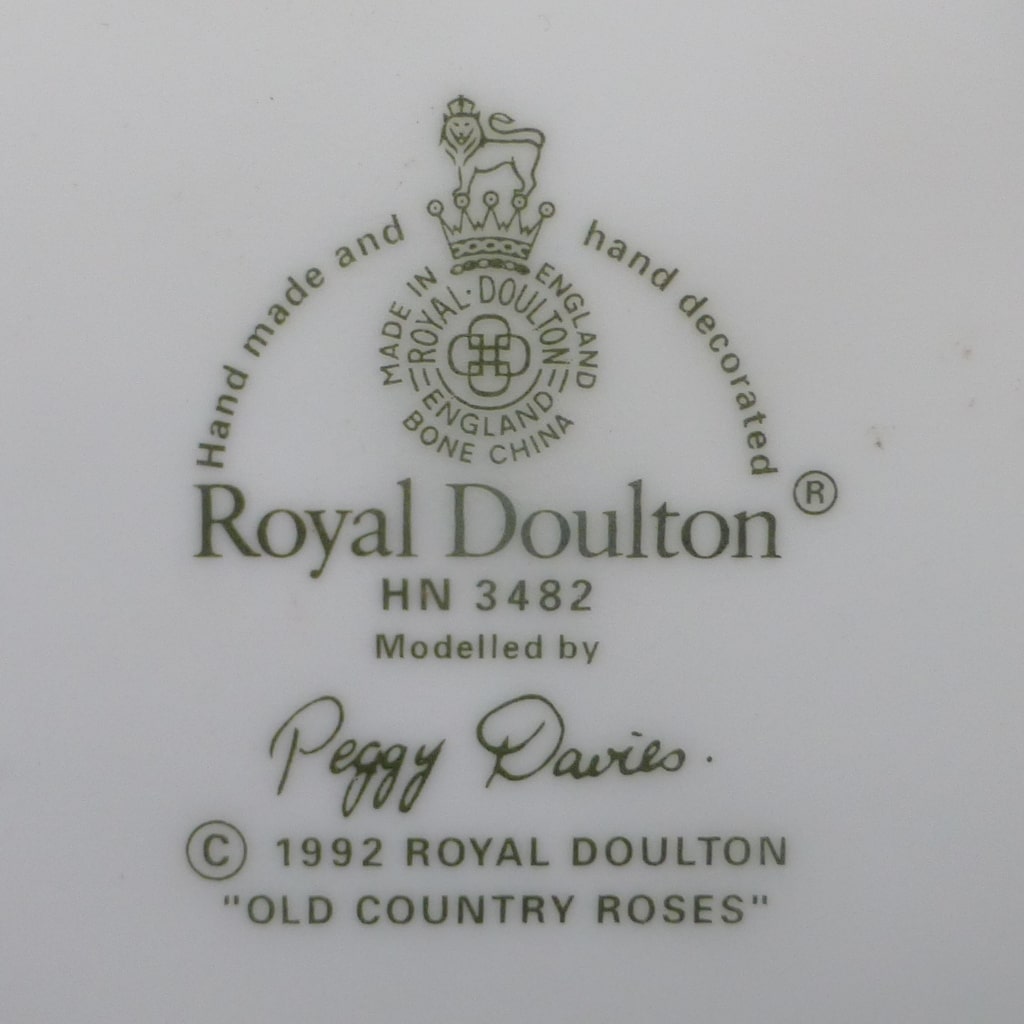 Hand made and hand decorated
MADE IN ENGLAND
ROYAL·DOULTON
ENGLAND
BONE CHINA
Royal Doulton ®
HN 3482
Modelled by
Peggy Davies.
© 1992 ROYAL DOULTON
"OLD COUNTRY ROSES"